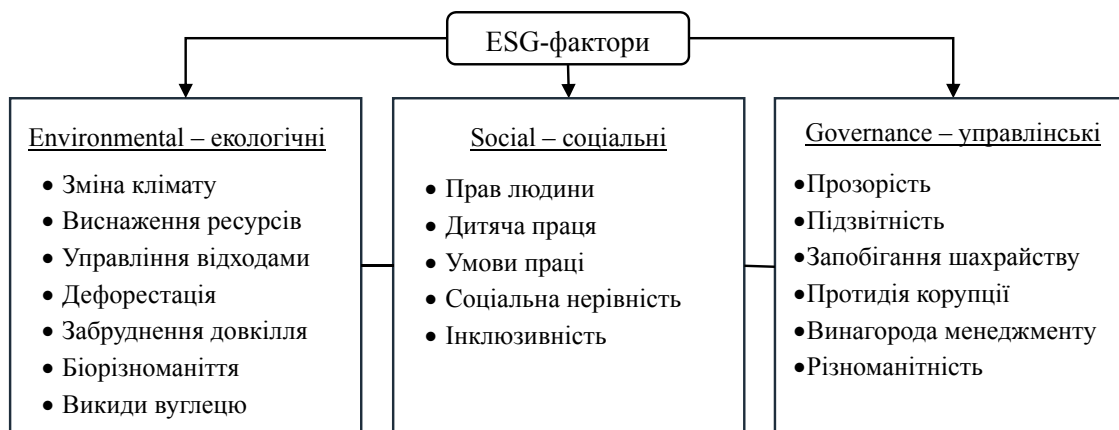 ESG-фактори
Environmental – екологічні
• Зміна клімату
• Виснаження ресурсів
• Управління відходами
• Дефорестація
• Забруднення довкілля
• Біорізноманіття
• Викиди вуглецю
Social – соціальні
• Прав людини
• Дитяча праця
• Умови праці
• Соціальна нерівність
• Інклюзивність
Governance – управлінські
•Прозорість
•Підзвітність
•Запобігання шахрайству
•Протидія корупції
•Винагорода менеджменту
•Різноманітність